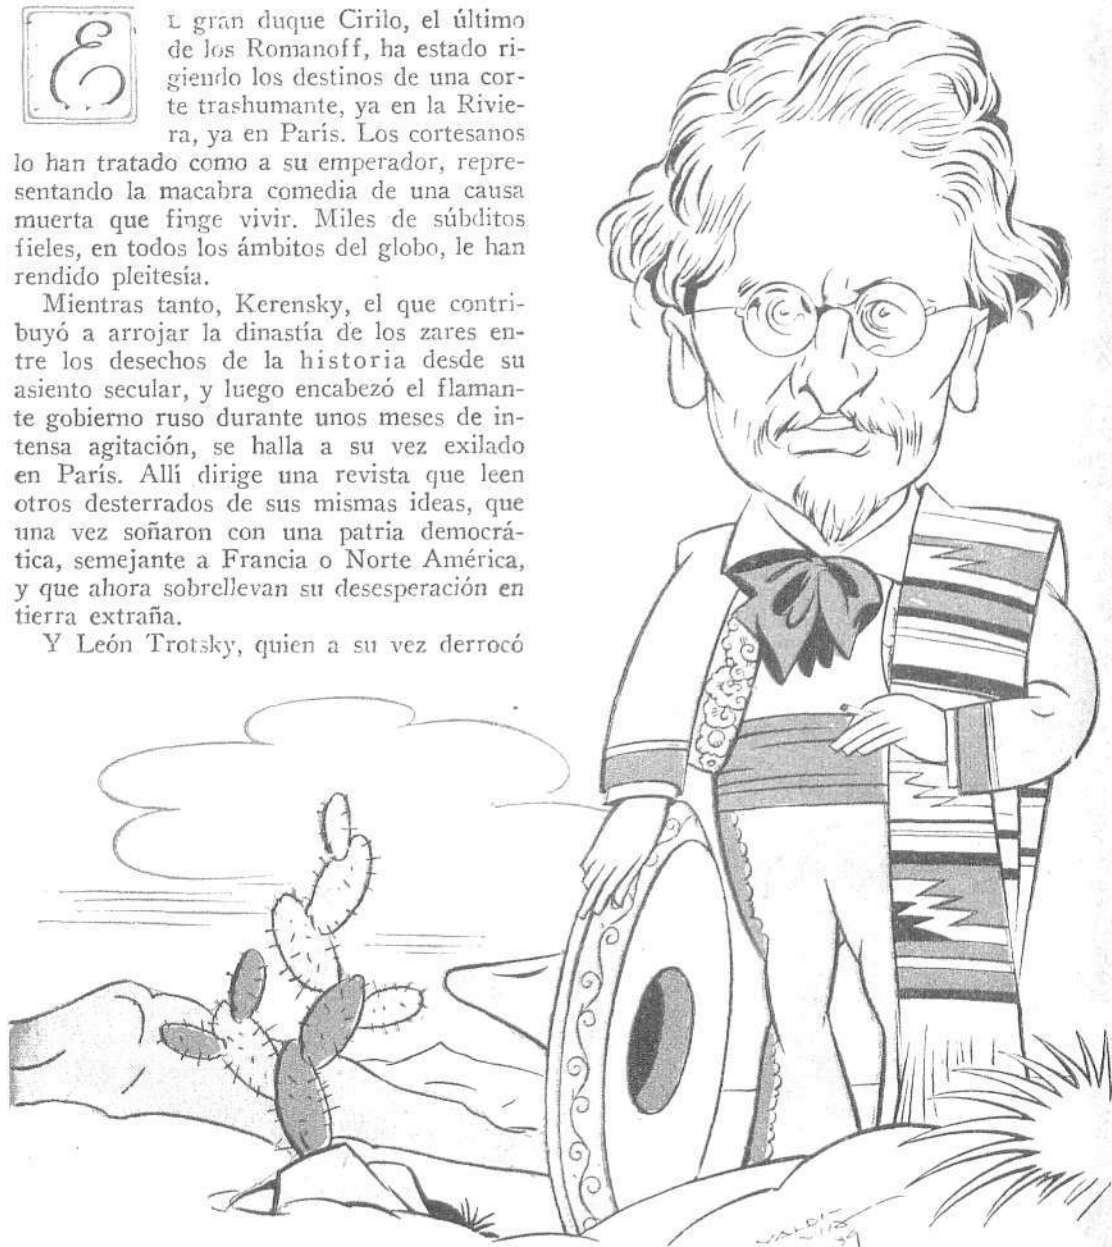 EL gran duque Cirilo, el último
de los Romanoff, ha estado ri-
giendo los destinos de una cor-
te trashumante, ya en la Rivie-
ra, ya en París. Los cortesanos
lo han tratado como a su emperador, repre-
sentando la macabra comedia de una causa
muerta que finge vivir. Miles de súbditos
fieles, en todos los ámbitos del globo, le han
rendido pleitesía.
Mientras tanto, Kerensky, el que contri-
buyó a arrojar la dinastía de los zares en-
tre los desechos de la historia desde su
asiento secular, y luego encabezó el flaman-
te gobierno ruso durante unos meses de in-
tensa agitación, se halla a su vez exilado
en París. Allí dirige una revista que leen
otros desterrados de sus mismas ideas, que
una vez soñaron con una patria democrá-
tica, semejante a Francia o Norte América,
y que ahora sobrellevan su desesperación en
tierra extraña.
Y León Trotsky, quien a su vez derrocó